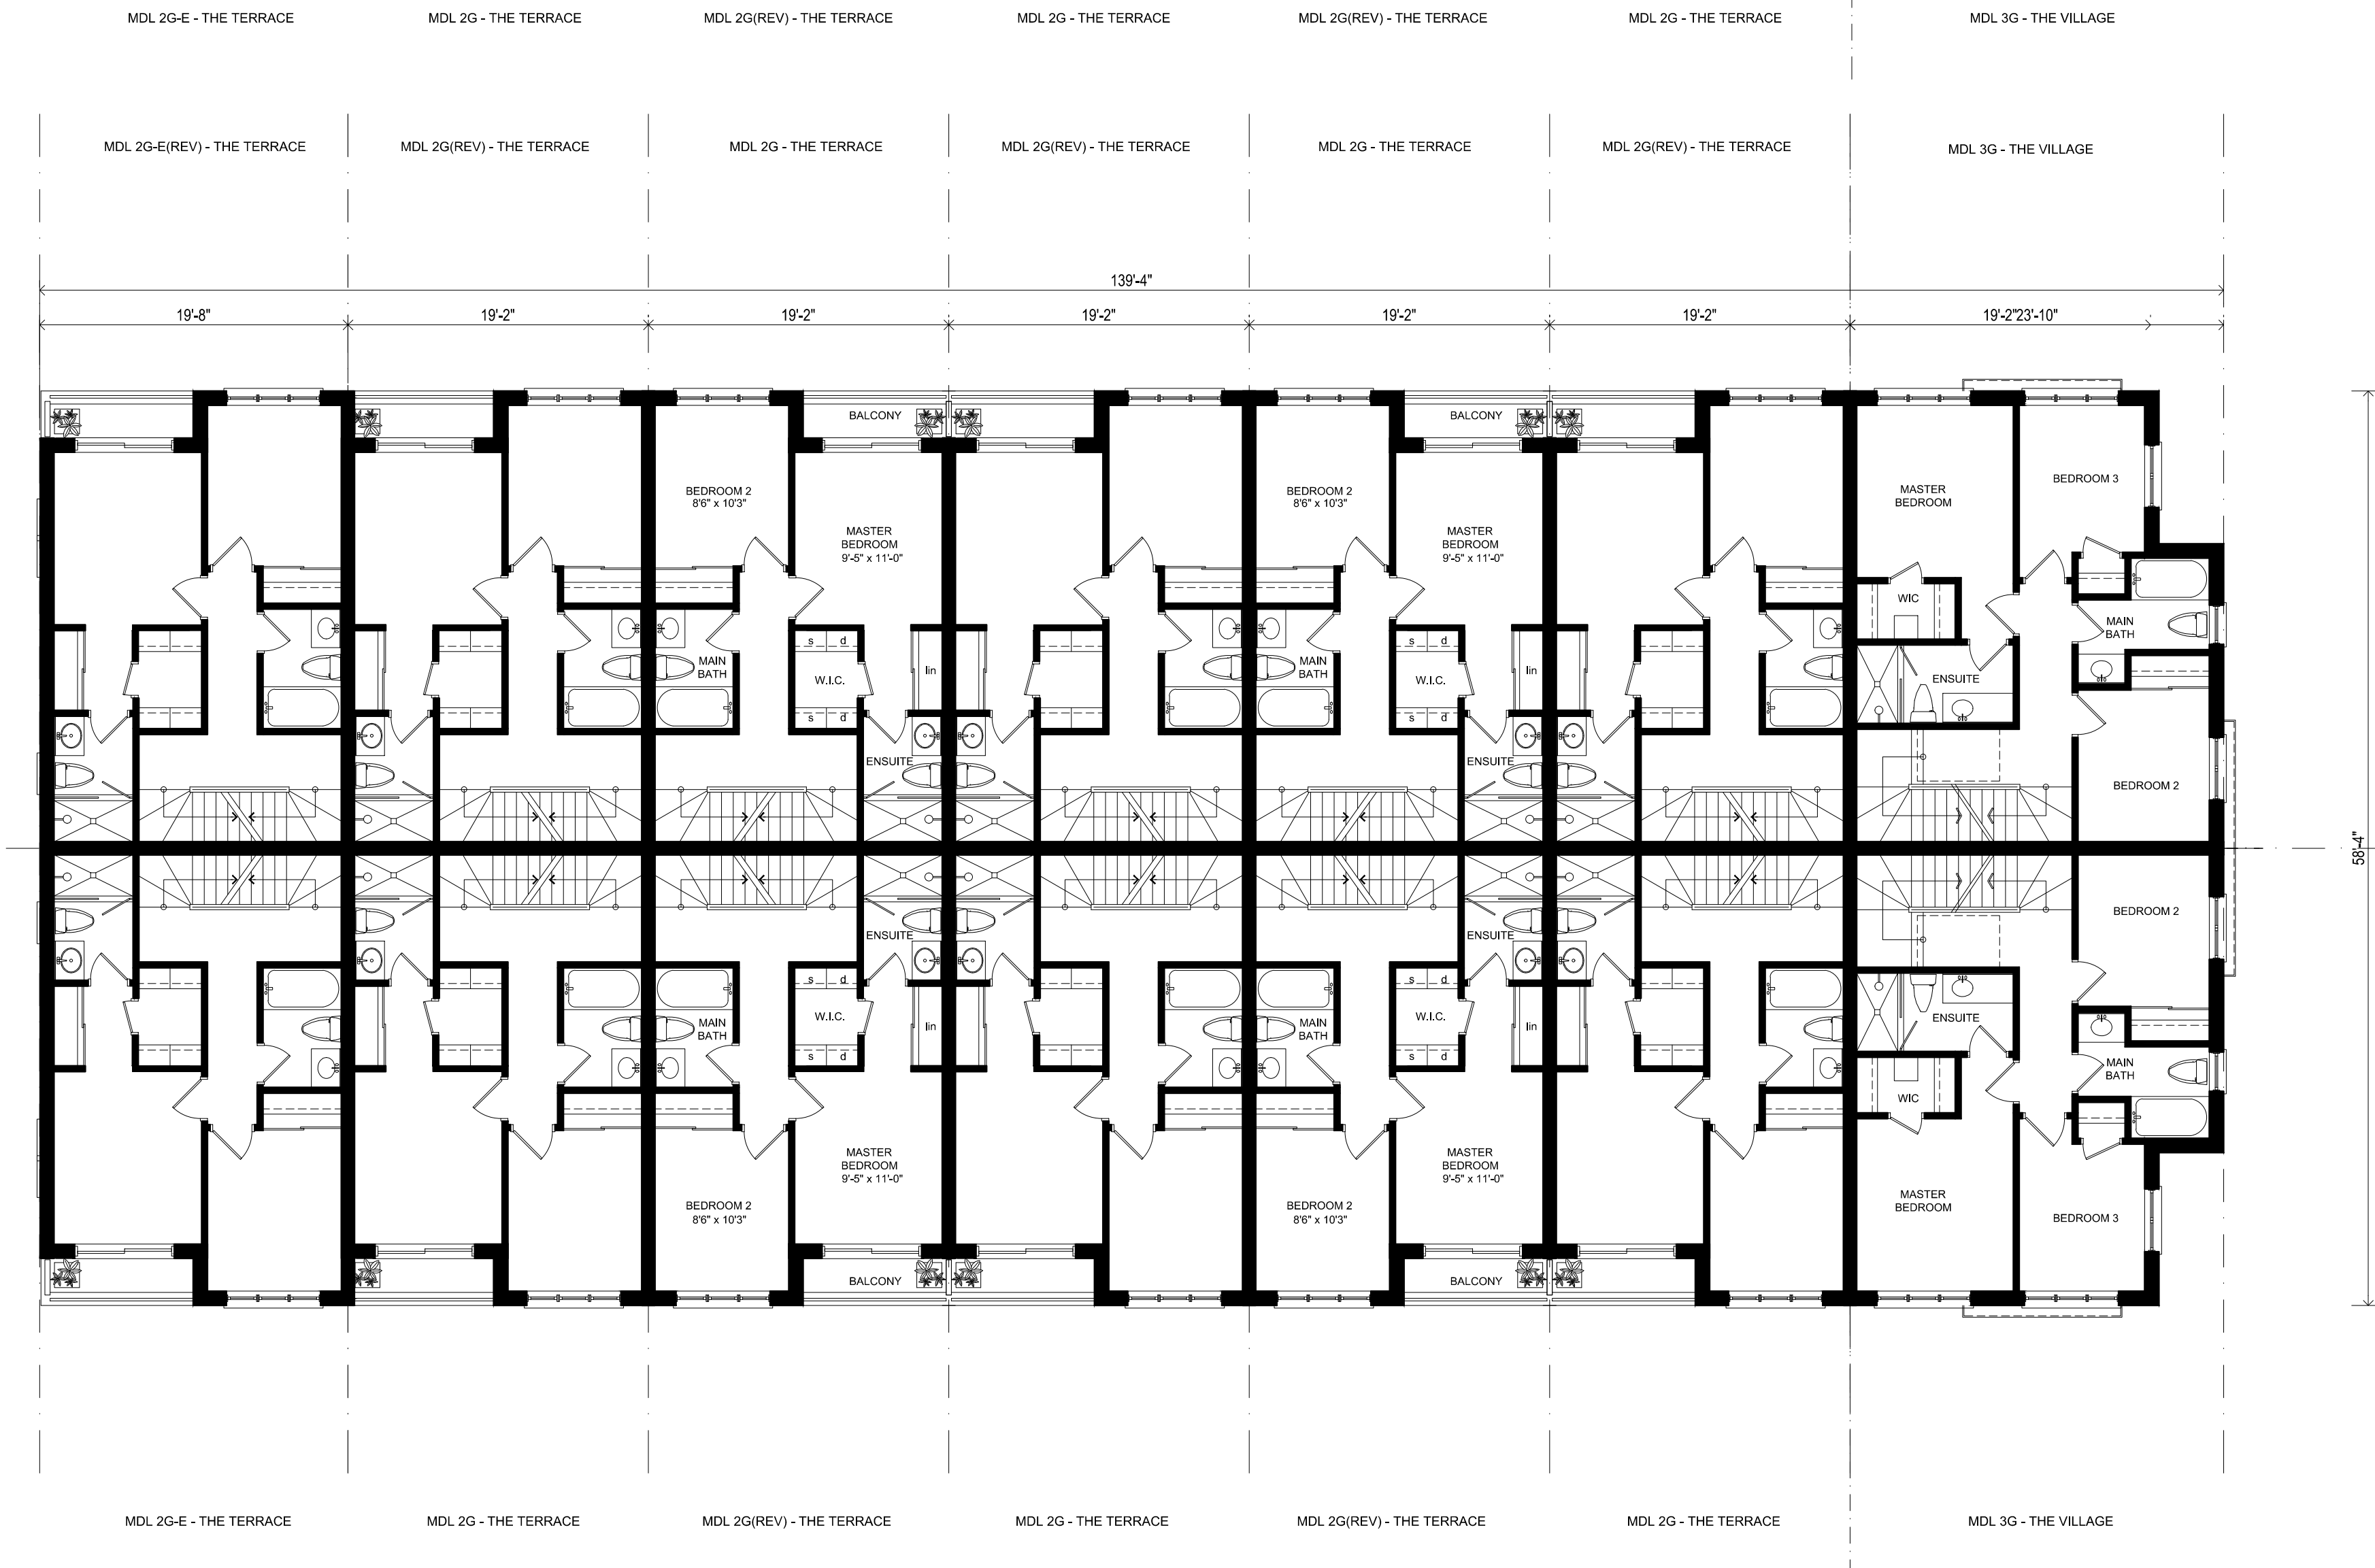 MDL 2G-E - THE TERRACE
MDL 2G - THE TERRACE
MDL 2G(REV) - THE TERRACE
MDL 2G - THE TERRACE
MDL 2G(REV) - THE TERRACE
MDL 2G - THE TERRACE
MDL 3G - THE VILLAGE
MDL 2G-E(REV) - THE TERRACE
MDL 2G(REV) - THE TERRACE
MDL 2G - THE TERRACE
MDL 2G(REV) - THE TERRACE
MDL 2G - THE TERRACE
MDL 2G(REV) - THE TERRACE
MDL 3G - THE VILLAGE
139'-4"
19'-8"
19'-2"
19'-2"
19'-2"
19'-2"
19'-2"
19'-2"23'-10"
BALCONY
BALCONY
BEDROOM 2
8'6" x 10'3"
MASTER
BEDROOM
9'-5" x 11'-0"
BEDROOM 2
8'6" x 10'3"
MASTER
BEDROOM
9'-5" x 11'-0"
MASTER
BEDROOM
BEDROOM 3
WIC
MAIN
BATH
s d
W.I.C.
s d
lin
MAIN
BATH
s d
W.I.C.
s d
lin
MAIN
BATH
ENSUITE
ENSUITE
ENSUITE
BEDROOM 2
58'-4"
ENSUITE
ENSUITE
BEDROOM 2
MAIN
BATH
s d
W.I.C.
s d
lin
MAIN
BATH
s d
W.I.C.
s d
lin
ENSUITE
MAIN
BATH
WIC
MASTER
BEDROOM
9'-5" x 11'-0"
BEDROOM 2
8'6" x 10'3"
MASTER
BEDROOM
9'-5" x 11'-0"
BEDROOM 2
8'6" x 10'3"
MASTER
BEDROOM
BEDROOM 3
BALCONY
BALCONY
MDL 2G-E - THE TERRACE
MDL 2G - THE TERRACE
MDL 2G(REV) - THE TERRACE
MDL 2G - THE TERRACE
MDL 2G(REV) - THE TERRACE
MDL 2G - THE TERRACE
MDL 3G - THE VILLAGE